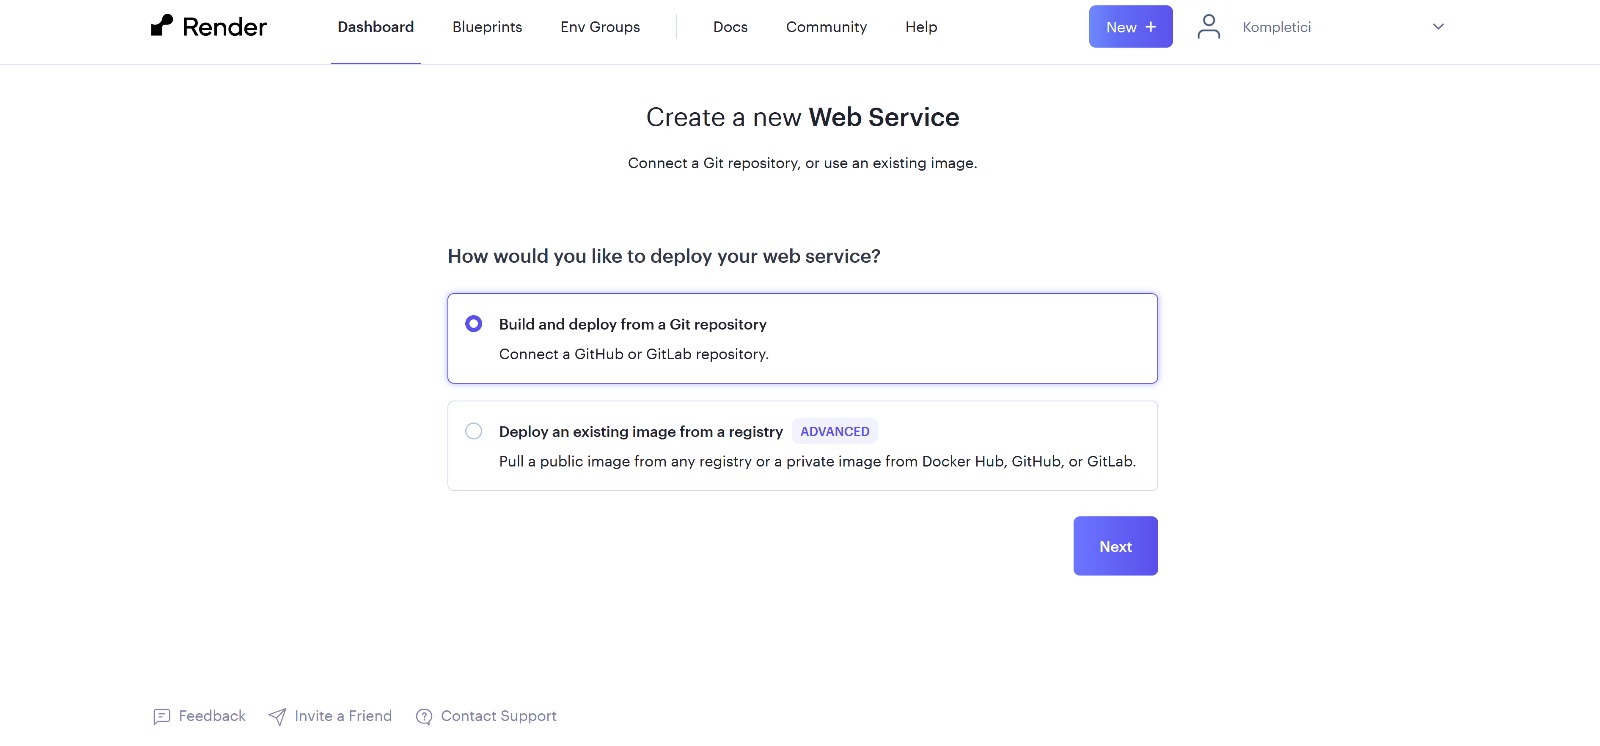 Render Dashboard Blueprints Env Groups Docs Community Help New + Kompletici
Create a new Web Service
Connect a Git repository, or use an existing image.
How would you like to deploy your web service?
Build and deploy from a Git repository
Connect a GitHub or GitLab repository.
Deploy an existing image from a registry ADVANCED
Pull a public image from any registry or a private image from Docker Hub, GitHub, or GitLab.
Next
Feedback Invite a Friend Contact Support